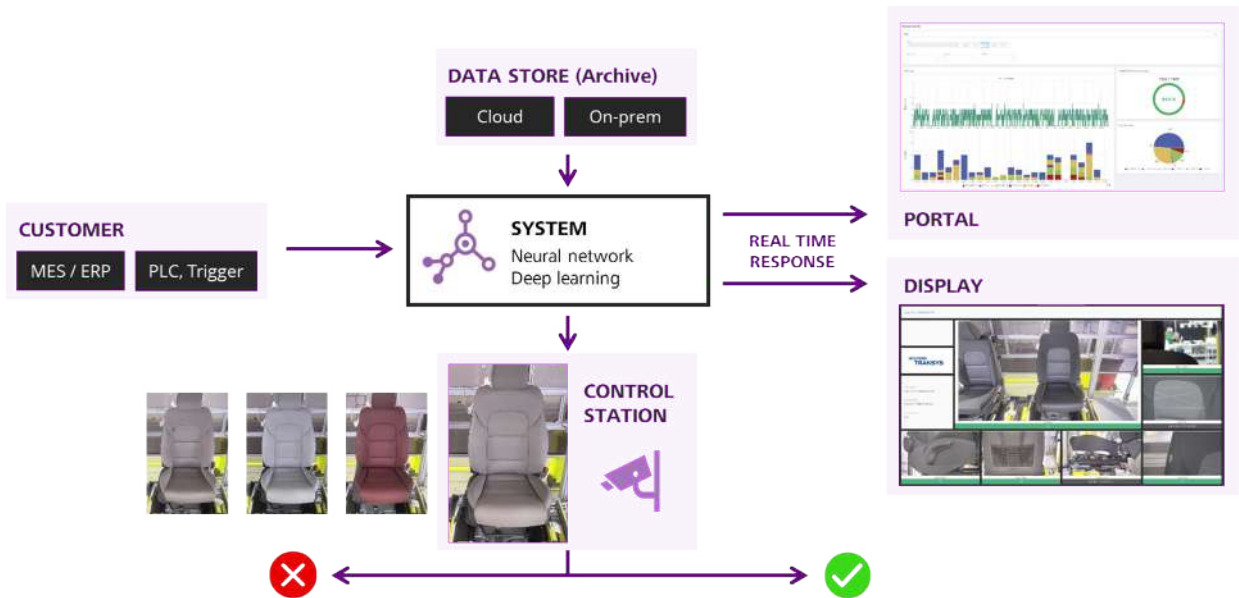 DATA STORE (Archive)
Cloud
On-prem
CUSTOMER
MES / ERP
PLC, Trigger
SYSTEM
Neural network
Deep learning
REAL TIME
RESPONSE
PORTAL
DISPLAY
TRANSYS
CONTROL
STATION